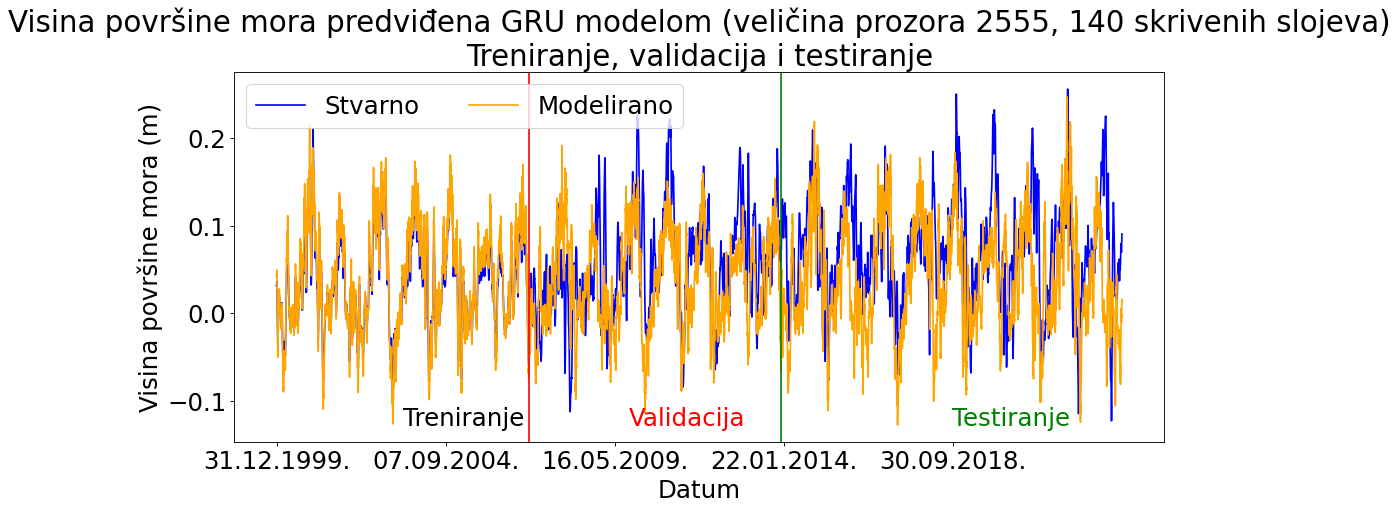 Visina površine mora predviđena GRU modelom (veličina prozora 2555, 140 skrivenih slojeva)
Treniranje, validacija i testiranje
Stvarno
Modelirano
Visina površine mora (m)
0.2
0.1
0.0
−0.1
Treniranje
Validacija
Testiranje
31.12.1999.
07.09.2004.
16.05.2009.
22.01.2014.
30.09.2018.
Datum